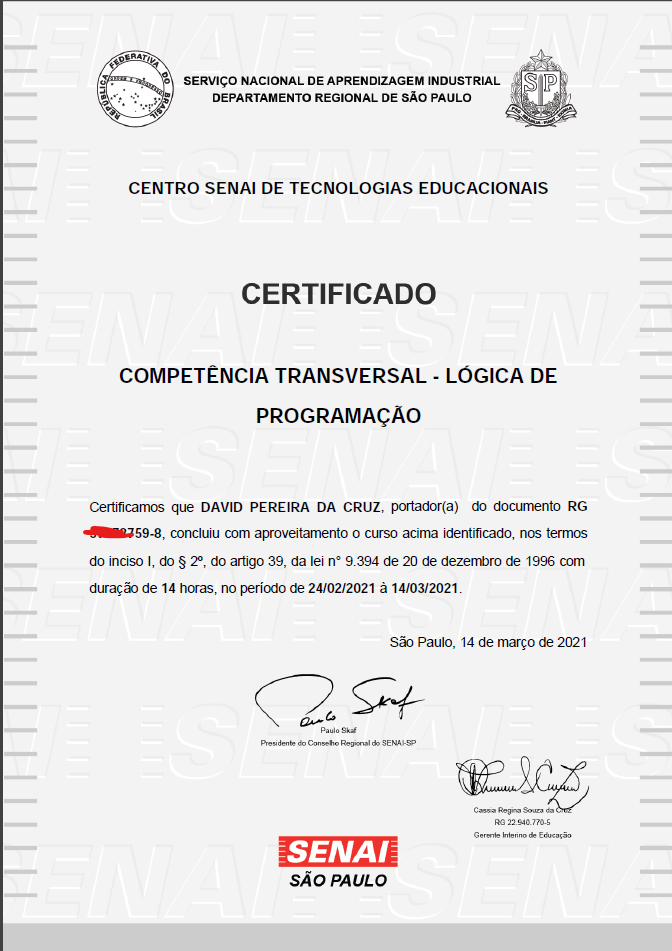 REPÚBLICA FEDERATIVA DO BRASIL
SERVIÇO NACIONAL DE APRENDIZAGEM INDUSTRIAL
DEPARTAMENTO REGIONAL DE SÃO PAULO
SP
CENTRO SENAI DE TECNOLOGIAS EDUCACIONAIS
CERTIFICADO
COMPETÊNCIA TRANSVERSAL - LÓGICA DE
PROGRAMAÇÃO
Certificamos que DAVID PEREIRA DA CRUZ, portador(a) do documento RG
759-8, concluiu com aproveitamento o curso acima identificado, nos termos
do inciso I, do § 2º, do artigo 39, da lei n° 9.394 de 20 de dezembro de 1996 com
duração de 14 horas, no período de 24/02/2021 à 14/03/2021.
São Paulo, 14 de março de 2021
Paulo Skaf
Paulo Skaf
Presidente do Conselho Regional do SENAI-SP
Cassia Regina Souza da Cruz
RG 22.940.770-5
Gerente Interino de Educação
SENAI
SÃO PAULO